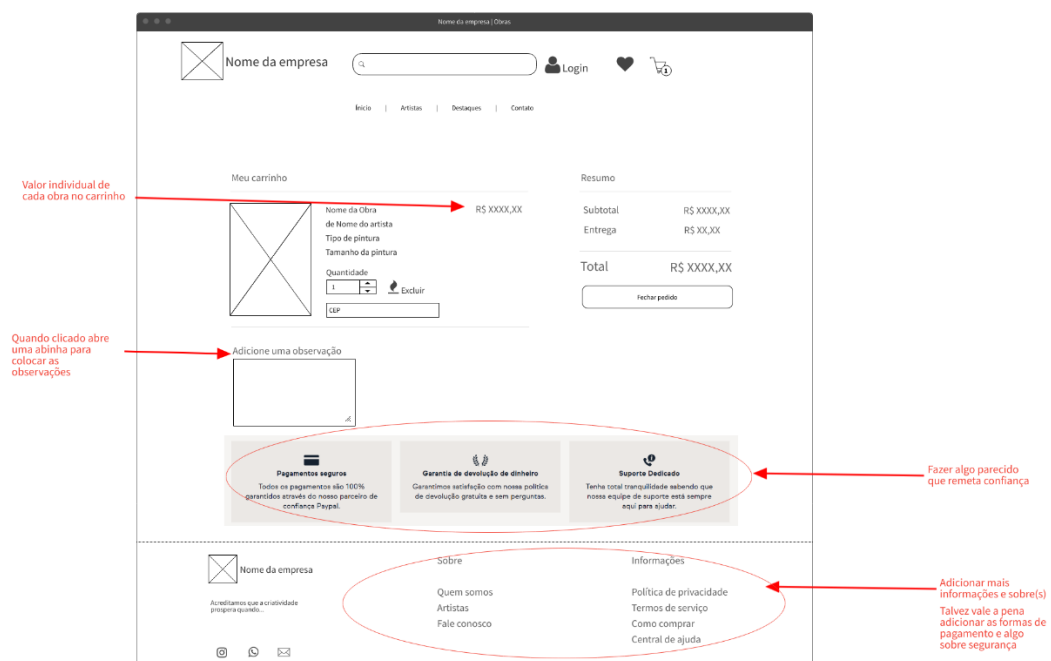 Nome da empresa | Obras
Nome da empresa
Login
1
Ínicio | Artistas | Destaques | Contato
Meu carrinho
Resumo
Valor individual de
cada obra no carrinho
Nome da Obra
R$ XXXX,XX
de Nome do artista
Tipo de pintura
Tamanho da pintura
Quantidade
1
Excluir
CEP
Subtotal R$ XXXX,XX
Entrega R$ XX,XX
Total R$ XXXX,XX
Fechar pedido
Quando clicado abre
uma abinha para
colocar as
observações
Adicione uma observação
Pagamentos seguros
Todos os pagamentos são 100%
garantidos através do nosso parceiro de
confiança Paypal.
Garantia de devolução de dinheiro
Garantimos satisfação com nossa política
de devolução gratuita e sem perguntas.
Suporte Dedicado
Tenha total tranquilidade sabendo que
nossa equipe de suporte está sempre
aqui para ajudar.
Fazer algo parecido
que remeta confiança
Nome da empresa
Acreditamos que a criatividade
prospera quando...
Sobre
Quem somos
Artistas
Fale conosco
Informações
Política de privacidade
Termos de serviço
Como comprar
Central de ajuda
Adicionar mais
informações e sobre(s)
Talvez vale a pena
adicionar as formas de
pagamento e algo
sobre segurança